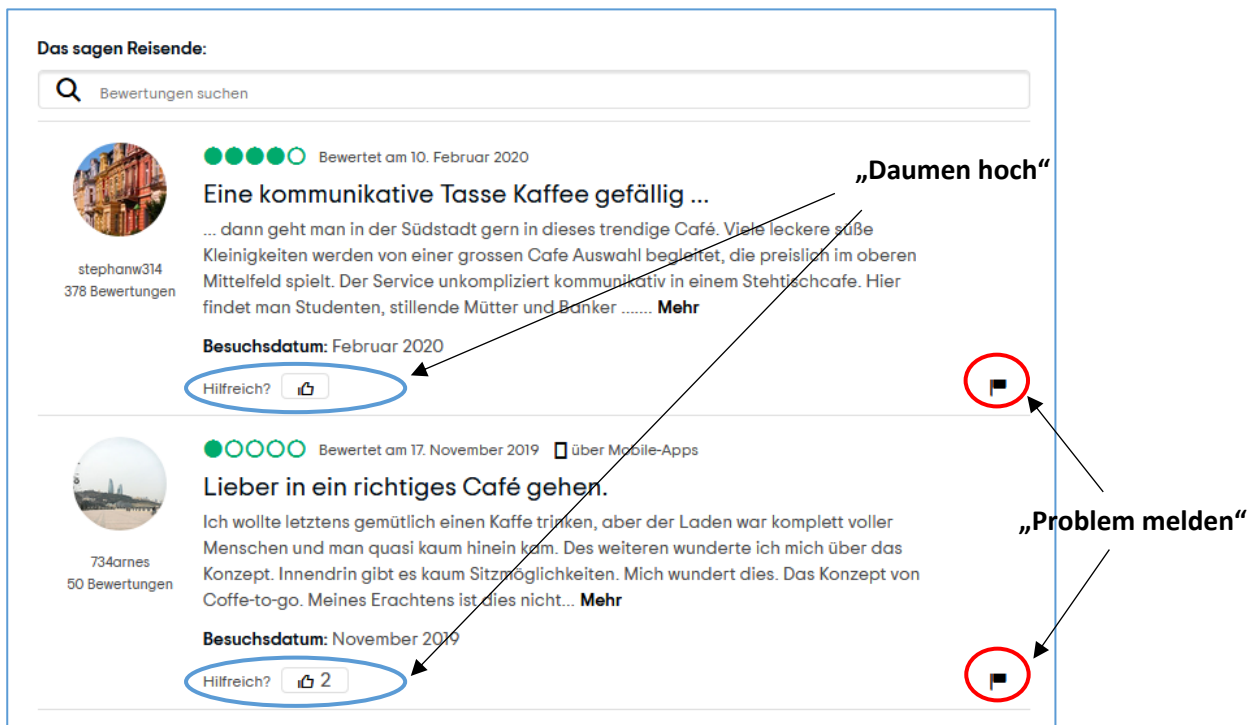 Das sagen Reisende:
Bewertungen suchen
Bewertet am 10. Februar 2020
„Daumen hoch“
Eine kommunikative Tasse Kaffee gefällig ...
... dann geht man in der Südstadt gern in dieses trendige Café. Viele leckere süße
Kleinigkeiten werden von einer grossen Cafe Auswahl begleitet, die preislich im oberen
Mittelfeld spielt. Der Service unkompliziert kommunikativ in einem Stehtischcafe. Hier
findet man Studenten, stillende Mütter und Banker ....... Mehr
stephanw314
378 Bewertungen
Besuchsdatum: Februar 2020
Hilfreich?
Bewertet am 17. November 2019 über Mobile-Apps
Lieber in ein richtiges Café gehen.
Ich wollte letztens gemütlich einen Kaffe trinken, aber der Laden war komplett voller
Menschen und man quasi kaum hinein kam. Des weiteren wunderte ich mich über das
Konzept. Innendrin gibt es kaum Sitzmöglichkeiten. Mich wundert dies. Das Konzept von
Coffe-to-go. Meines Erachtens ist dies nicht... Mehr
734arnes
50 Bewertungen
„Problem melden“
Besuchsdatum: November 2019
Hilfreich? 2